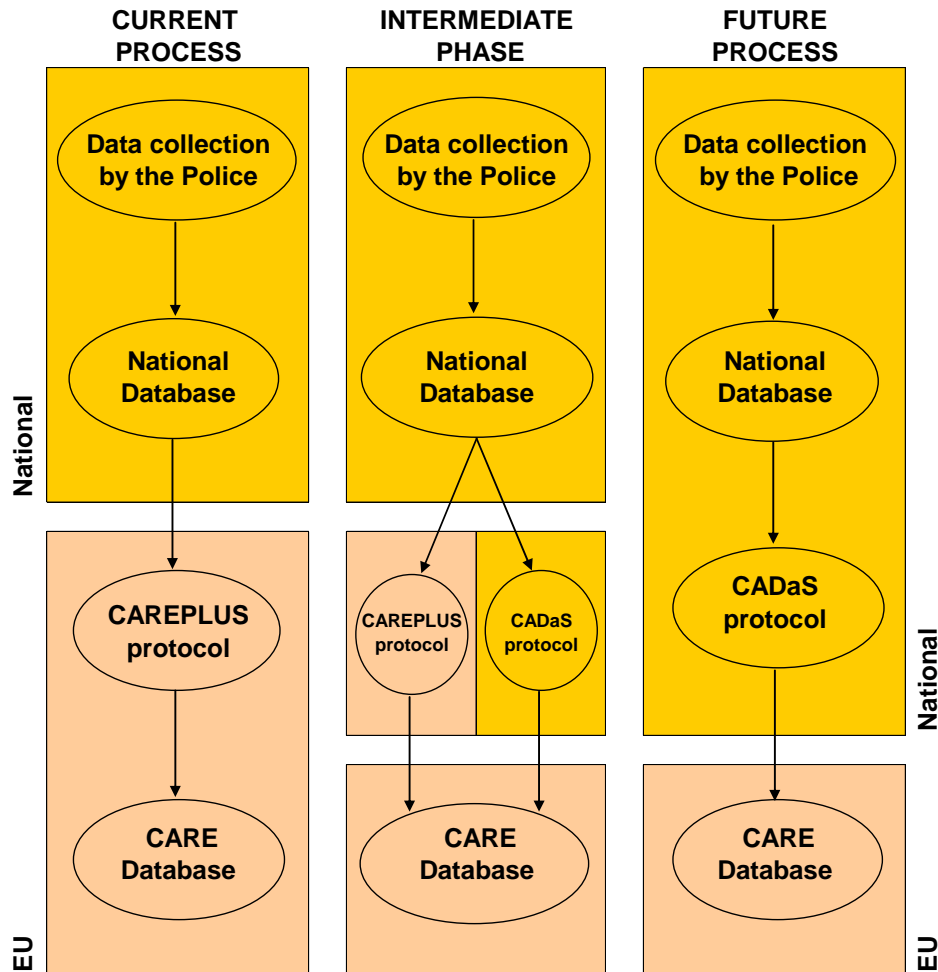 CURRENT
PROCESS
INTERMEDIATE
PHASE
FUTURE
PROCESS
Data collection
by the Police
Data collection
by the Police
Data collection
by the Police
National
Database
National
Database
National
Database
National
CAREPLUS
protocol
CAREPLUS
protocol
CADaS
protocol
CADaS
protocol
National
CARE
Database
CARE
Database
CARE
Database
EU
EU